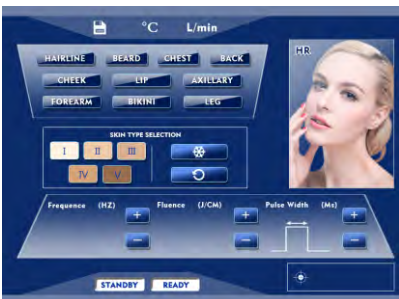 °C L/min
HAIRLINE BEARD CHEST BACK
HR
CHEEK LIP AXILLARY
FOREARM BIKINI LEG
SKIN TYPE SELECTION
I II III
IV V
Frequence (HZ) Fluence (J/CM) Pulse Width (Ms)
+ + +
− − −
STANDBY READY